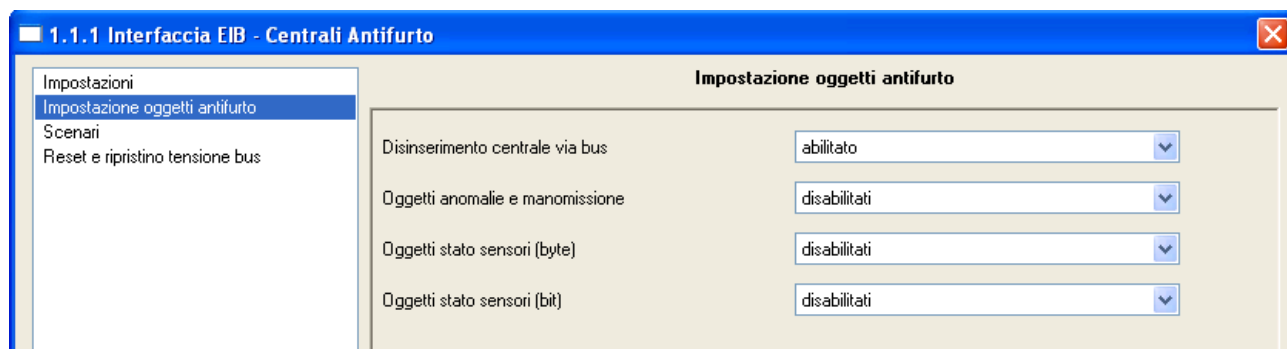 1.1.1 Interfaccia EIB - Centrali Antifurto
Impostazioni
Impostazione oggetti antifurto
Scenari
Reset e ripristino tensione bus
Impostazione oggetti antifurto
Disinserimento centrale via bus abilitato
Oggetti anomalie e manomissione disabilitati
Oggetti stato sensori (byte) disabilitati
Oggetti stato sensori (bit) disabilitati